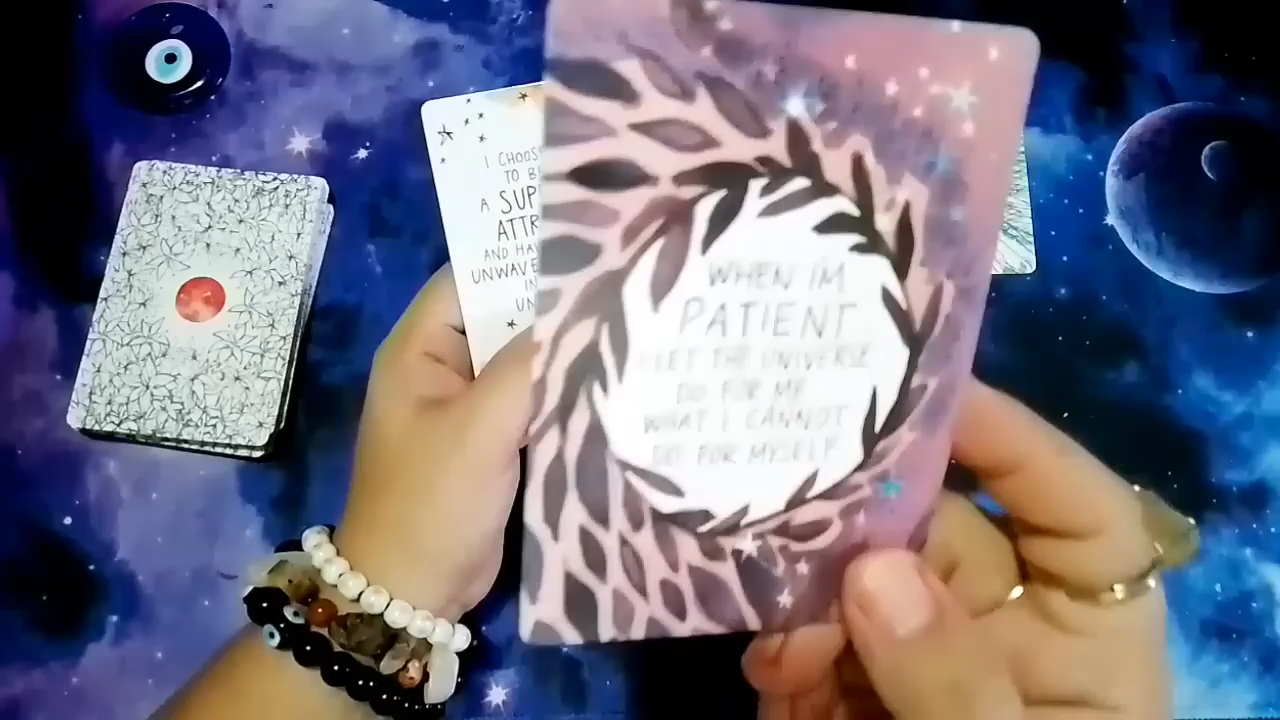 I CHOOS
TO B
A SUP
ATTR
AND HAV
UNWAVE
IN
UN
WHEN I'M
PATIENT
I LET THE UNIVERSE
DO FOR ME
WHAT I CANNOT
DO FOR MYSELF